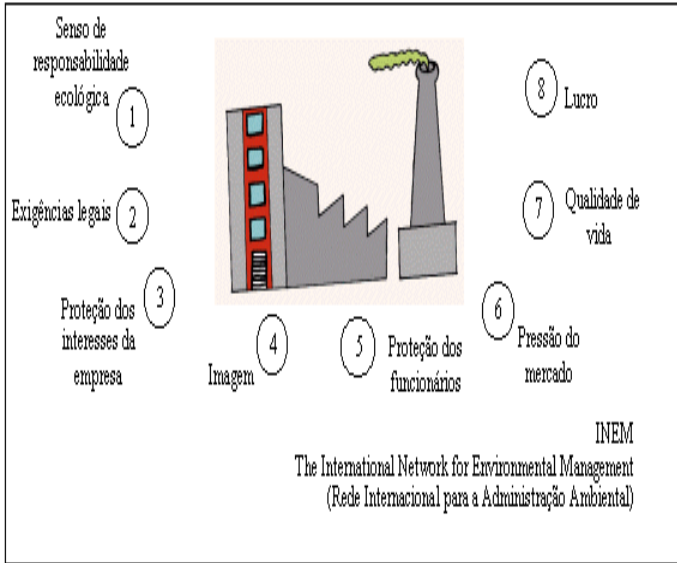 Senso de
responsabilidade
ecológica
1
Exigências legais
2
3
Proteção dos
interesses da
empresa
4
Imagem
5
Proteção dos
funcionários
6
Pressão do
mercado
7
Qualidade de
vida
8
Lucro
INEM
The International Network for Environmental Management
(Rede Internacional para a Administração Ambiental)